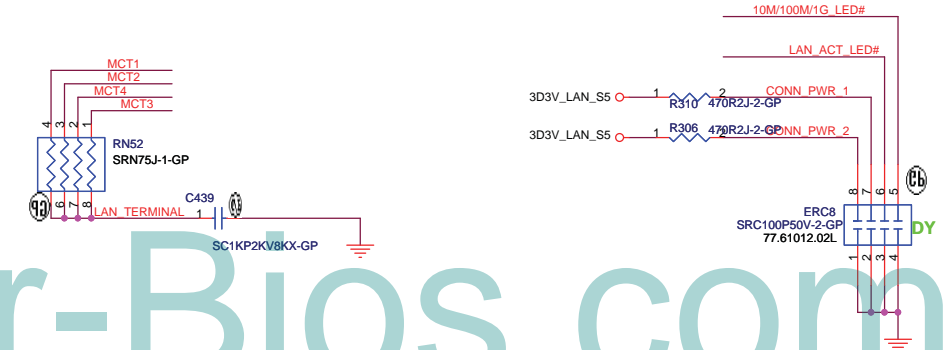 10M/100M/1G_LED#
LAN_ACT_LED#
MCT1
MCT2
MCT4
MCT3
4 3 2 1
RN52
SRN75J-1-GP
6 7 8
LAN_TERMINAL
C439
1
SC1KP2KV8KX-GP
3D3V_LAN_S5 1 2 CONN_PWR_1
R310 470R2J-2-GP
3D3V_LAN_S5 1 2 CONN_PWR_2
R306 470R2J-2-GP
8 7 6 5
ERC8
SRC100P50V-2-GP
77.61012.02L
DY
1 2 3 4
r-Bios.com